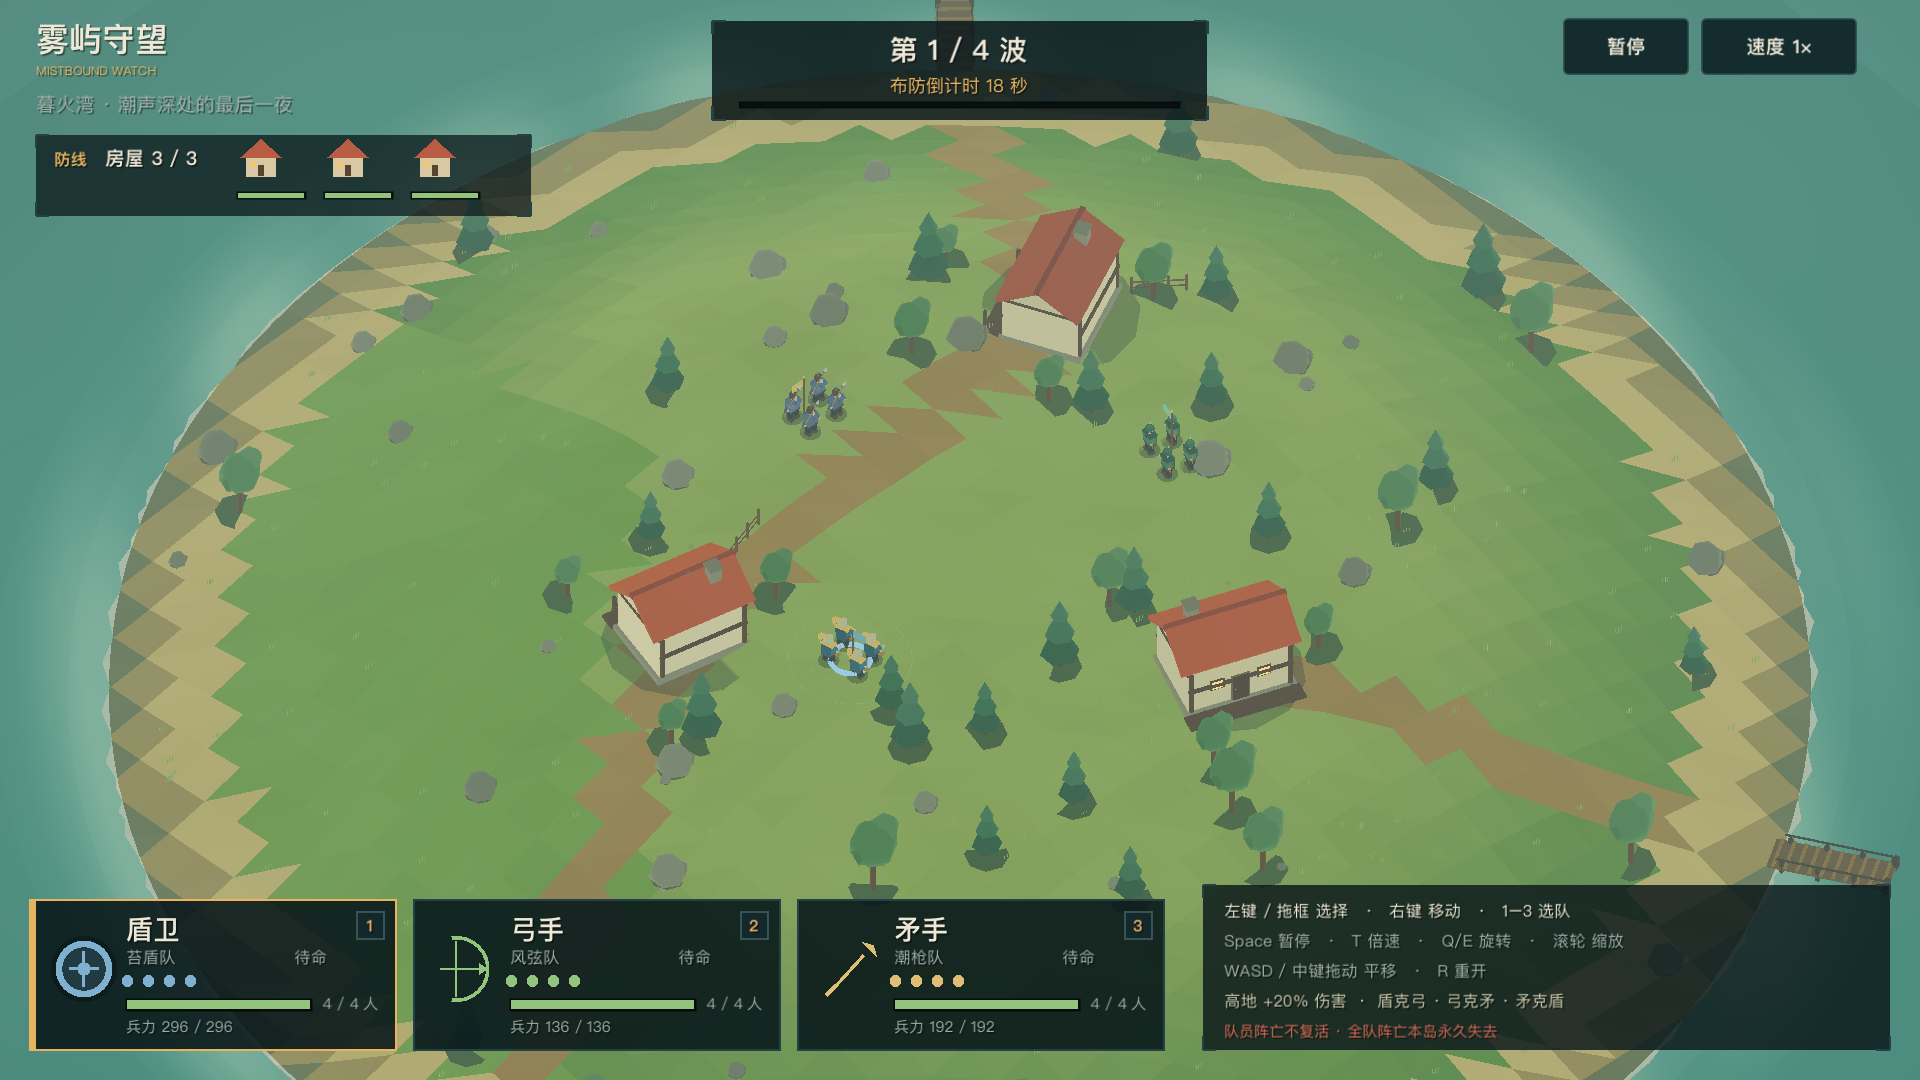 雾屿守望
MISTBOUND WATCH
暮火湾 · 潮声深处的最后一夜
防线 房屋 3 / 3
第 1 / 4 波
布防倒计时 18 秒
暂停
速度 1×
盾卫 1
苔盾队 待命
4 / 4 人
兵力 296 / 296
弓手 2
风弦队 待命
4 / 4 人
兵力 136 / 136
矛手 3
潮枪队 待命
4 / 4 人
兵力 192 / 192
左键 / 拖框 选择 · 右键 移动 · 1—3 选队
Space 暂停 · T 倍速 · Q/E 旋转 · 滚轮 缩放
WASD / 中键拖动 平移 · R 重开
高地 +20% 伤害 · 盾克弓 · 弓克矛 · 矛克盾
队员阵亡不复活 · 全队阵亡本岛永久失去